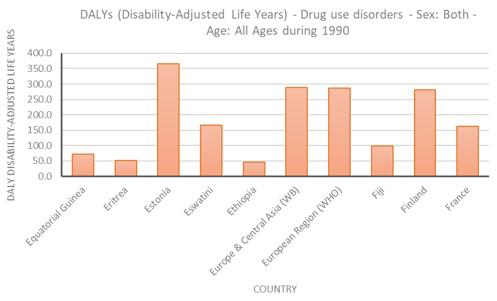 DALYs (Disability-Adjusted Life Years) - Drug use disorders - Sex: Both -
Age: All Ages during 1990
DALY DISABILITY-ADJUSTED LIFE YEARS
400.0
350.0
300.0
250.0
200.0
150.0
100.0
50.0
0.0
Equatorial Guinea
Eritrea
Estonia
Eswatini
Ethiopia
Europe & Central Asia (WB)
European Region (WHO)
Fiji
Finland
France
COUNTRY